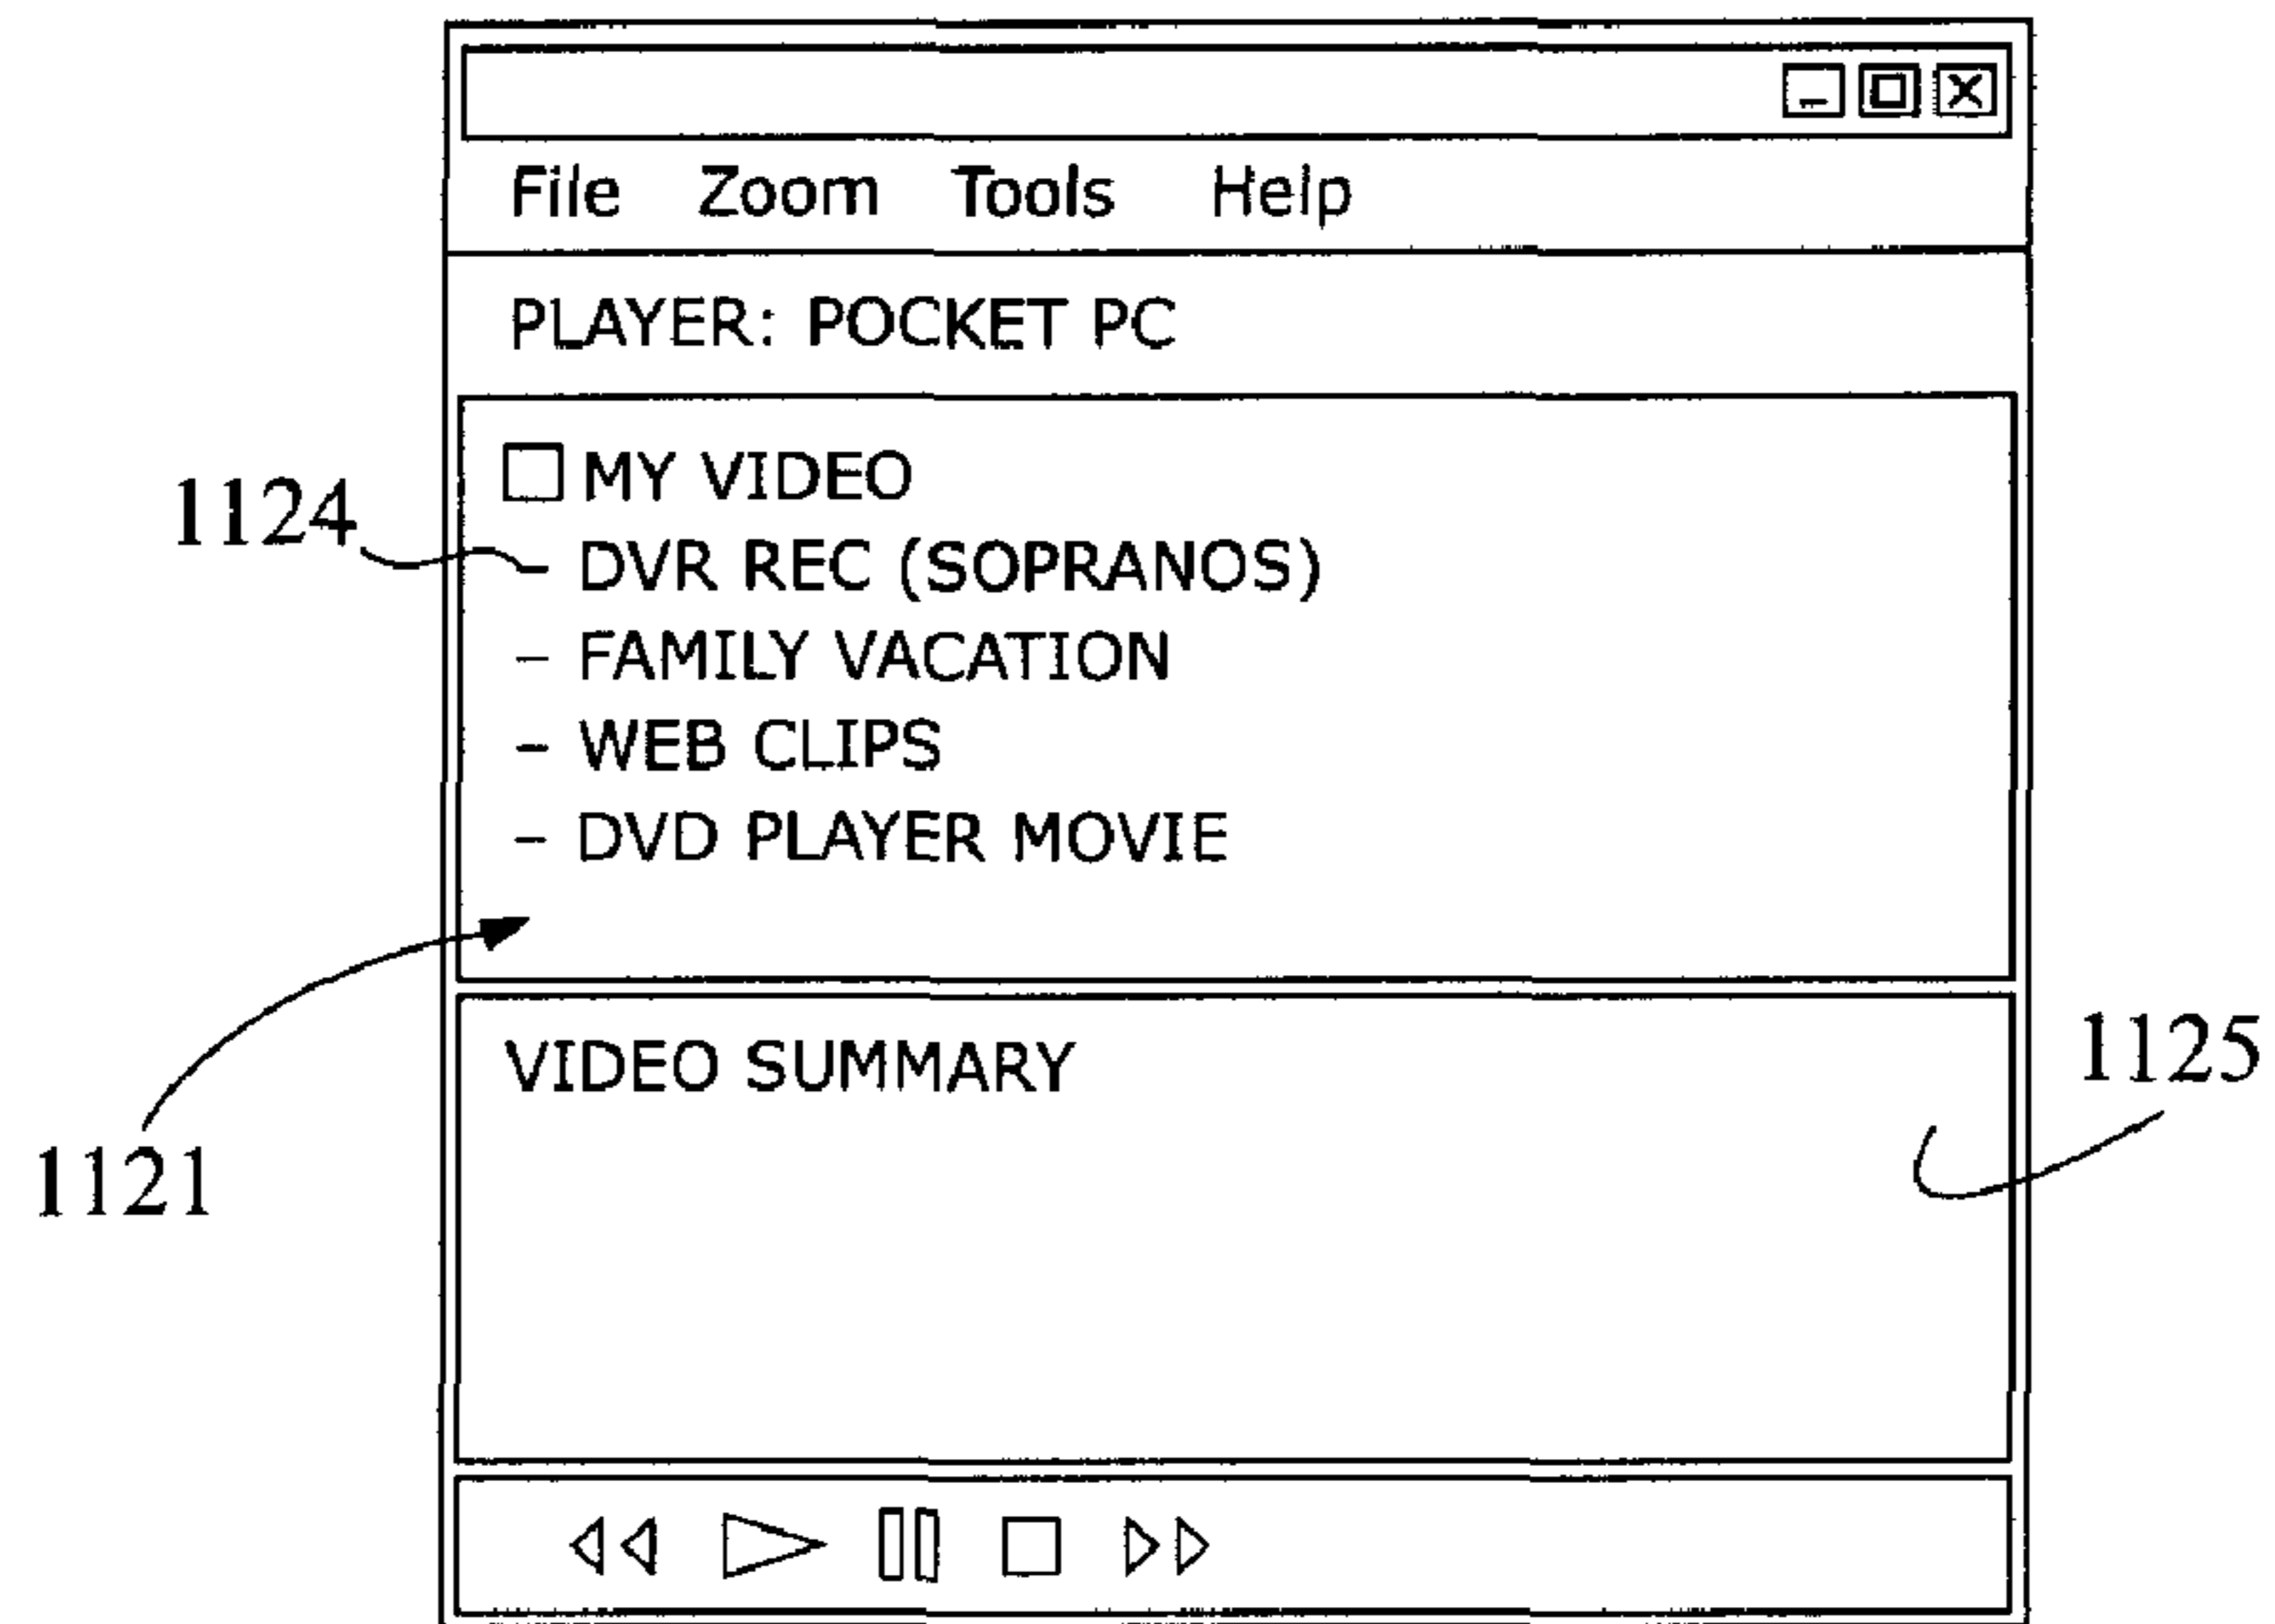 File Zoom Tools Help
PLAYER: POCKET PC
MY VIDEO
1124
- DVR REC (SOPRANOS)
- FAMILY VACATION
- WEB CLIPS
- DVD PLAYER MOVIE
1121
VIDEO SUMMARY
1125